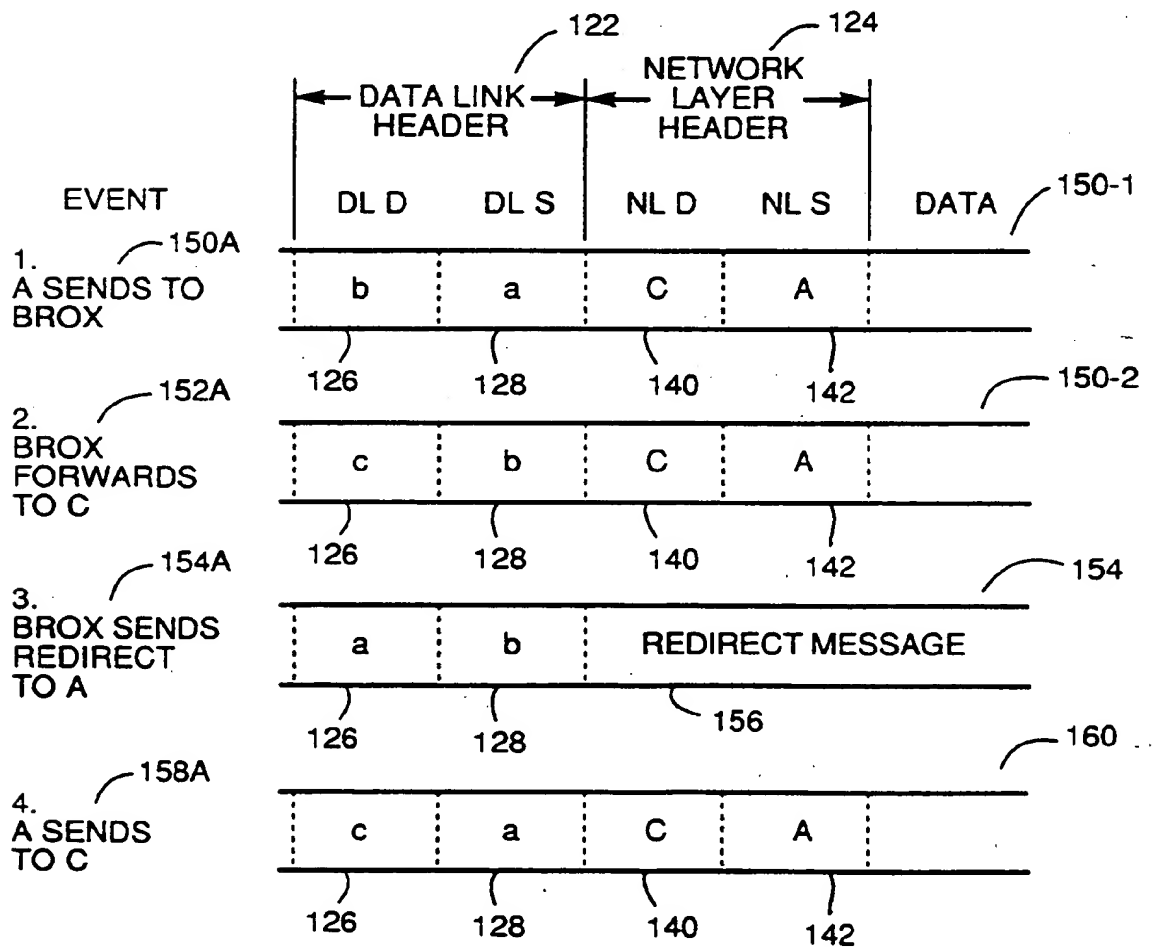 122
124
DATA LINK
HEADER
NETWORK
LAYER
HEADER
EVENT
DL D DL S NL D NL S DATA
150-1
150A
1.
A SENDS TO
BROX
b a C A
126 128 140 142
150-2
152A
2.
BROX
FORWARDS
TO C
c b C A
126 128 140 142
154
154A
3.
BROX SENDS
REDIRECT
TO A
a b REDIRECT MESSAGE
126 128 156
160
158A
4.
A SENDS
TO C
c a C A
126 128 140 142